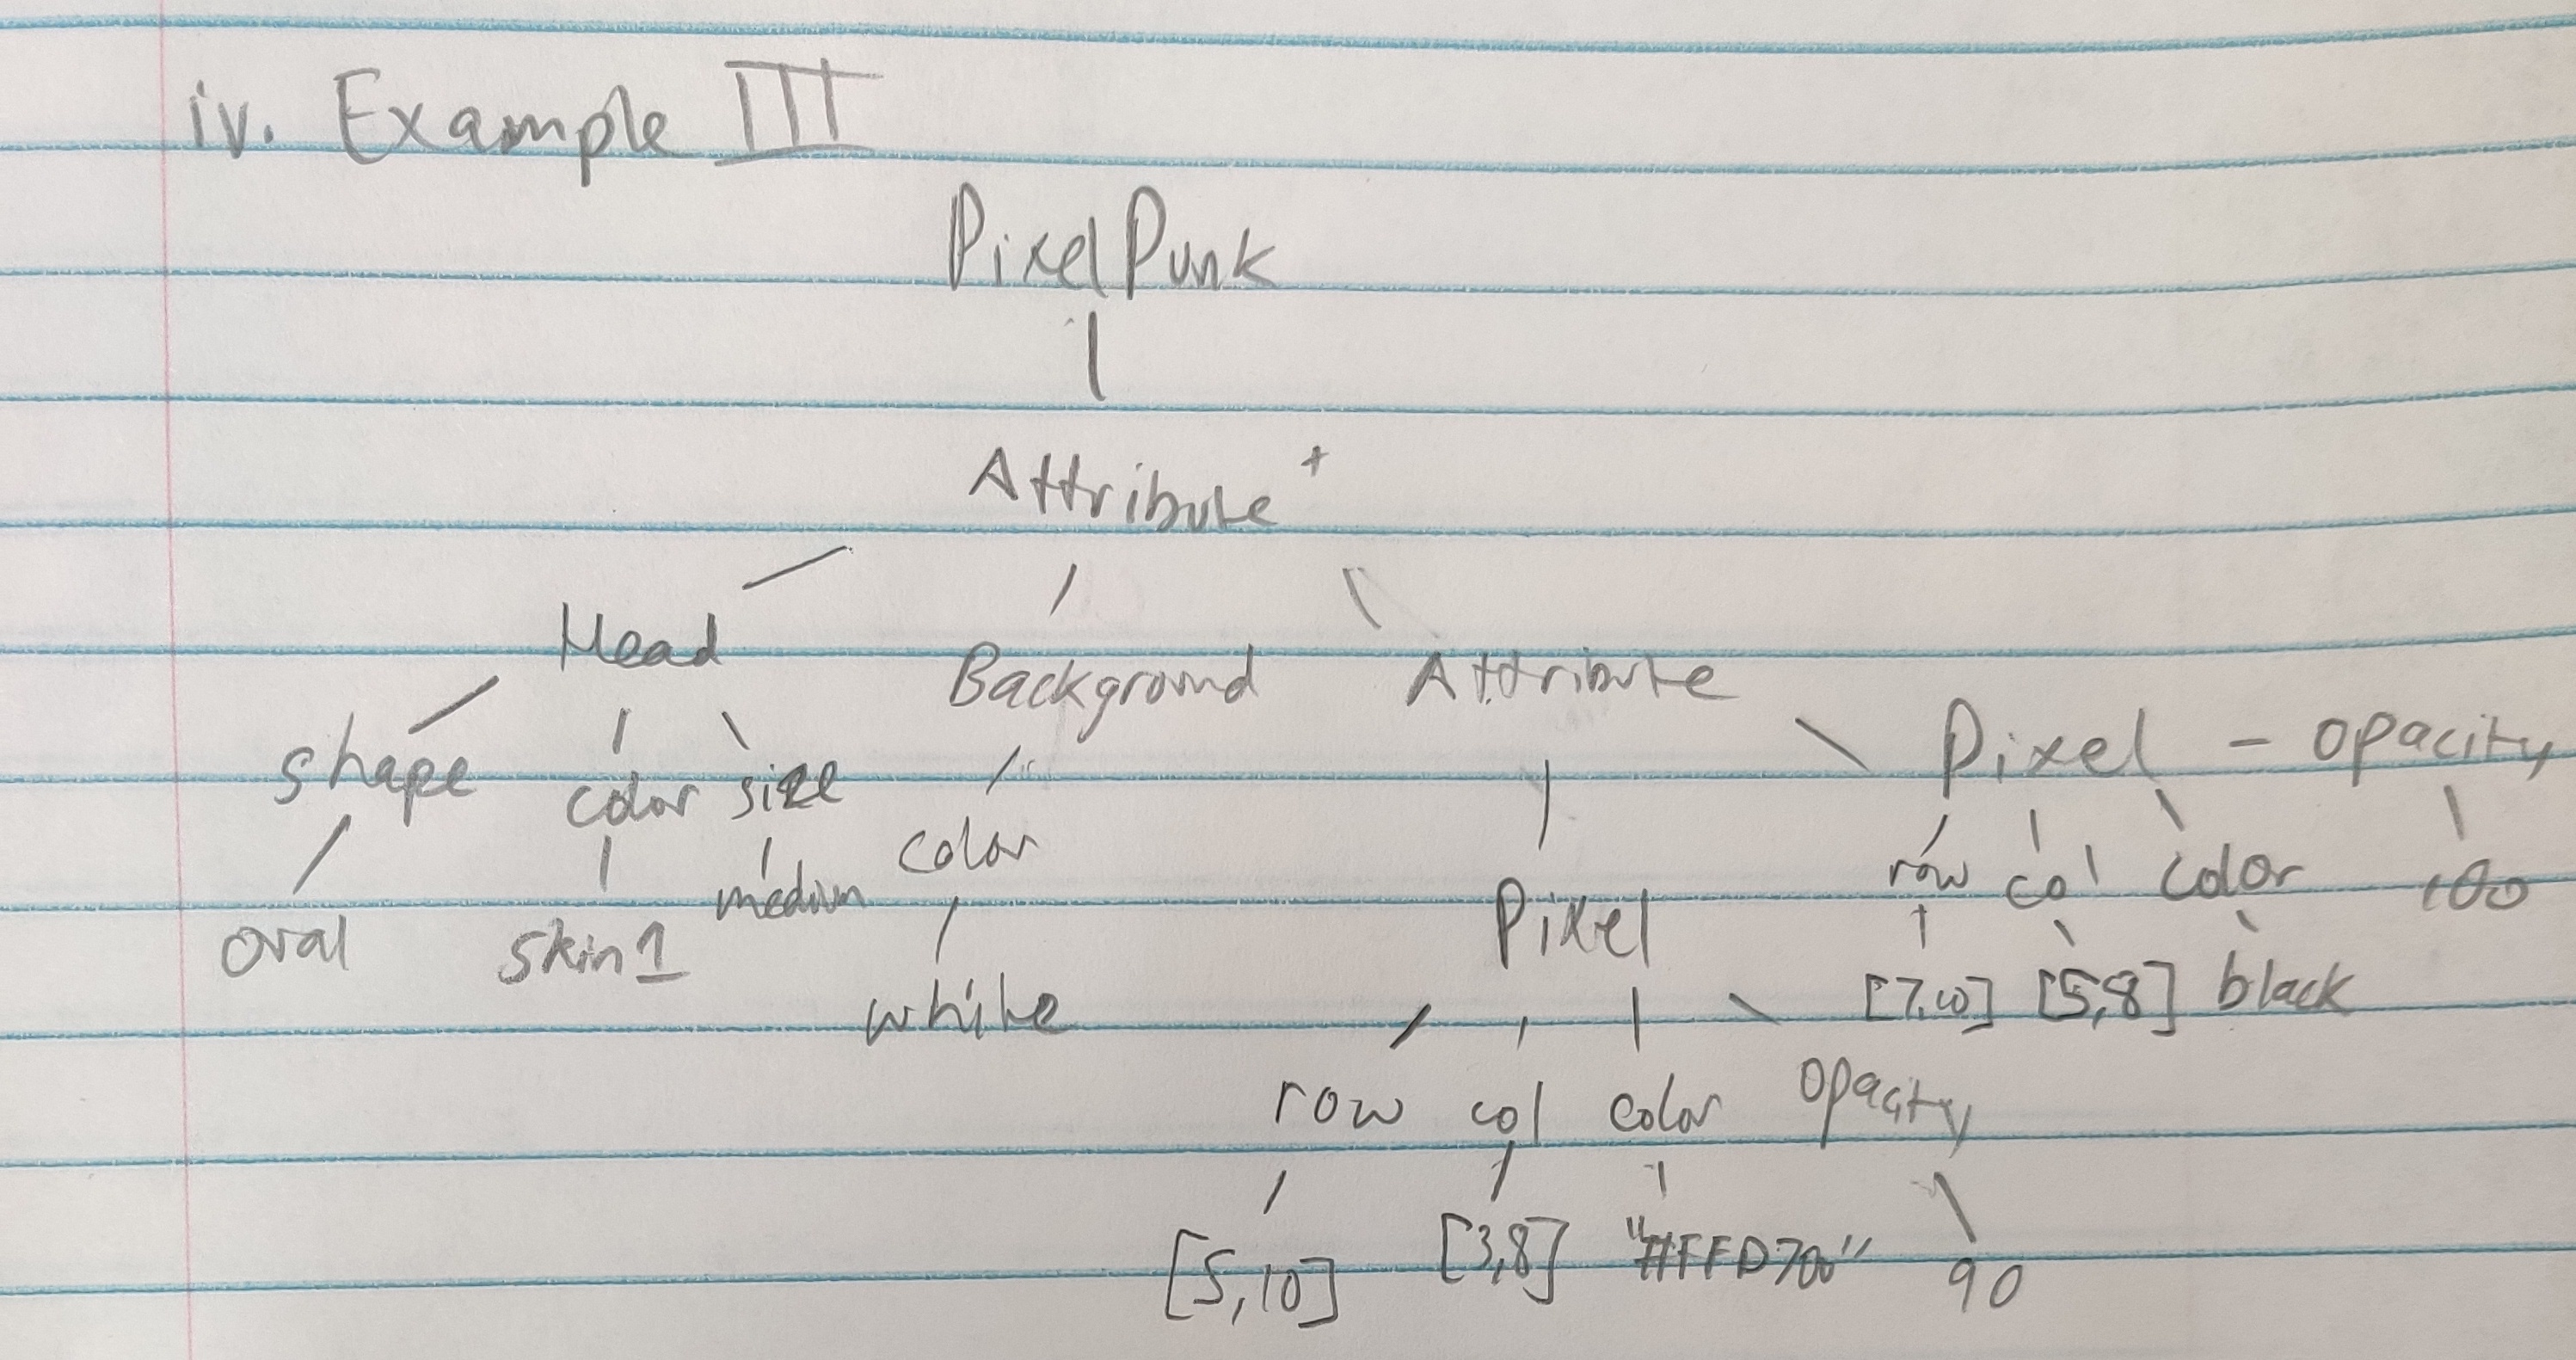 iv. Example III
PixelPunk
Attribute+
Head Background Attribute
Pixel - opacity
shape color size
color
row col color 100
oval skin1 medium
white
Pixel
[7,10] [5,8] black
row col color opacity
[5,10] [3,8] "#FFD700" 90